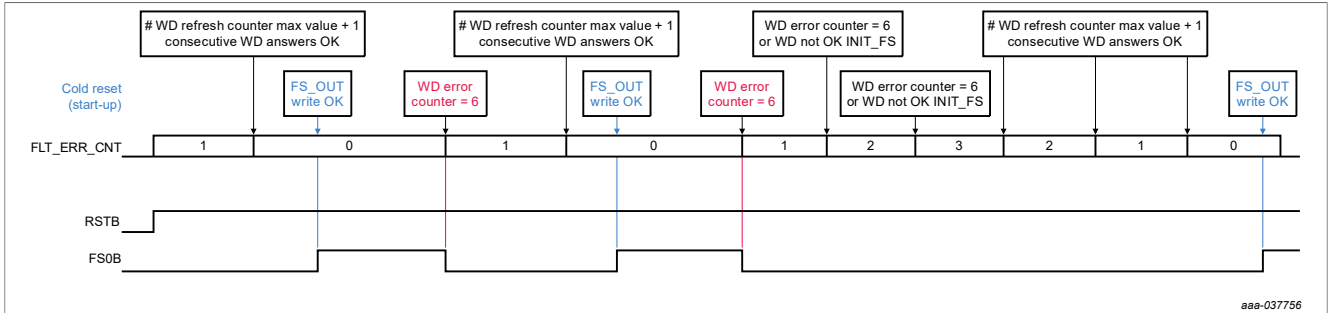 # WD refresh counter max value + 1
consecutive WD answers OK
# WD refresh counter max value + 1
consecutive WD answers OK
WD error counter = 6
or WD not OK INIT_FS
# WD refresh counter max value + 1
consecutive WD answers OK
Cold reset
(start-up)
FS_OUT
write OK
WD error
counter = 6
FS_OUT
write OK
WD error
counter = 6
WD error counter = 6
or WD not OK INIT_FS
FS_OUT
write OK
FLT_ERR_CNT 1 0 1 0 1 2 3 2 1 0
RSTB
FS0B
aaa-037756